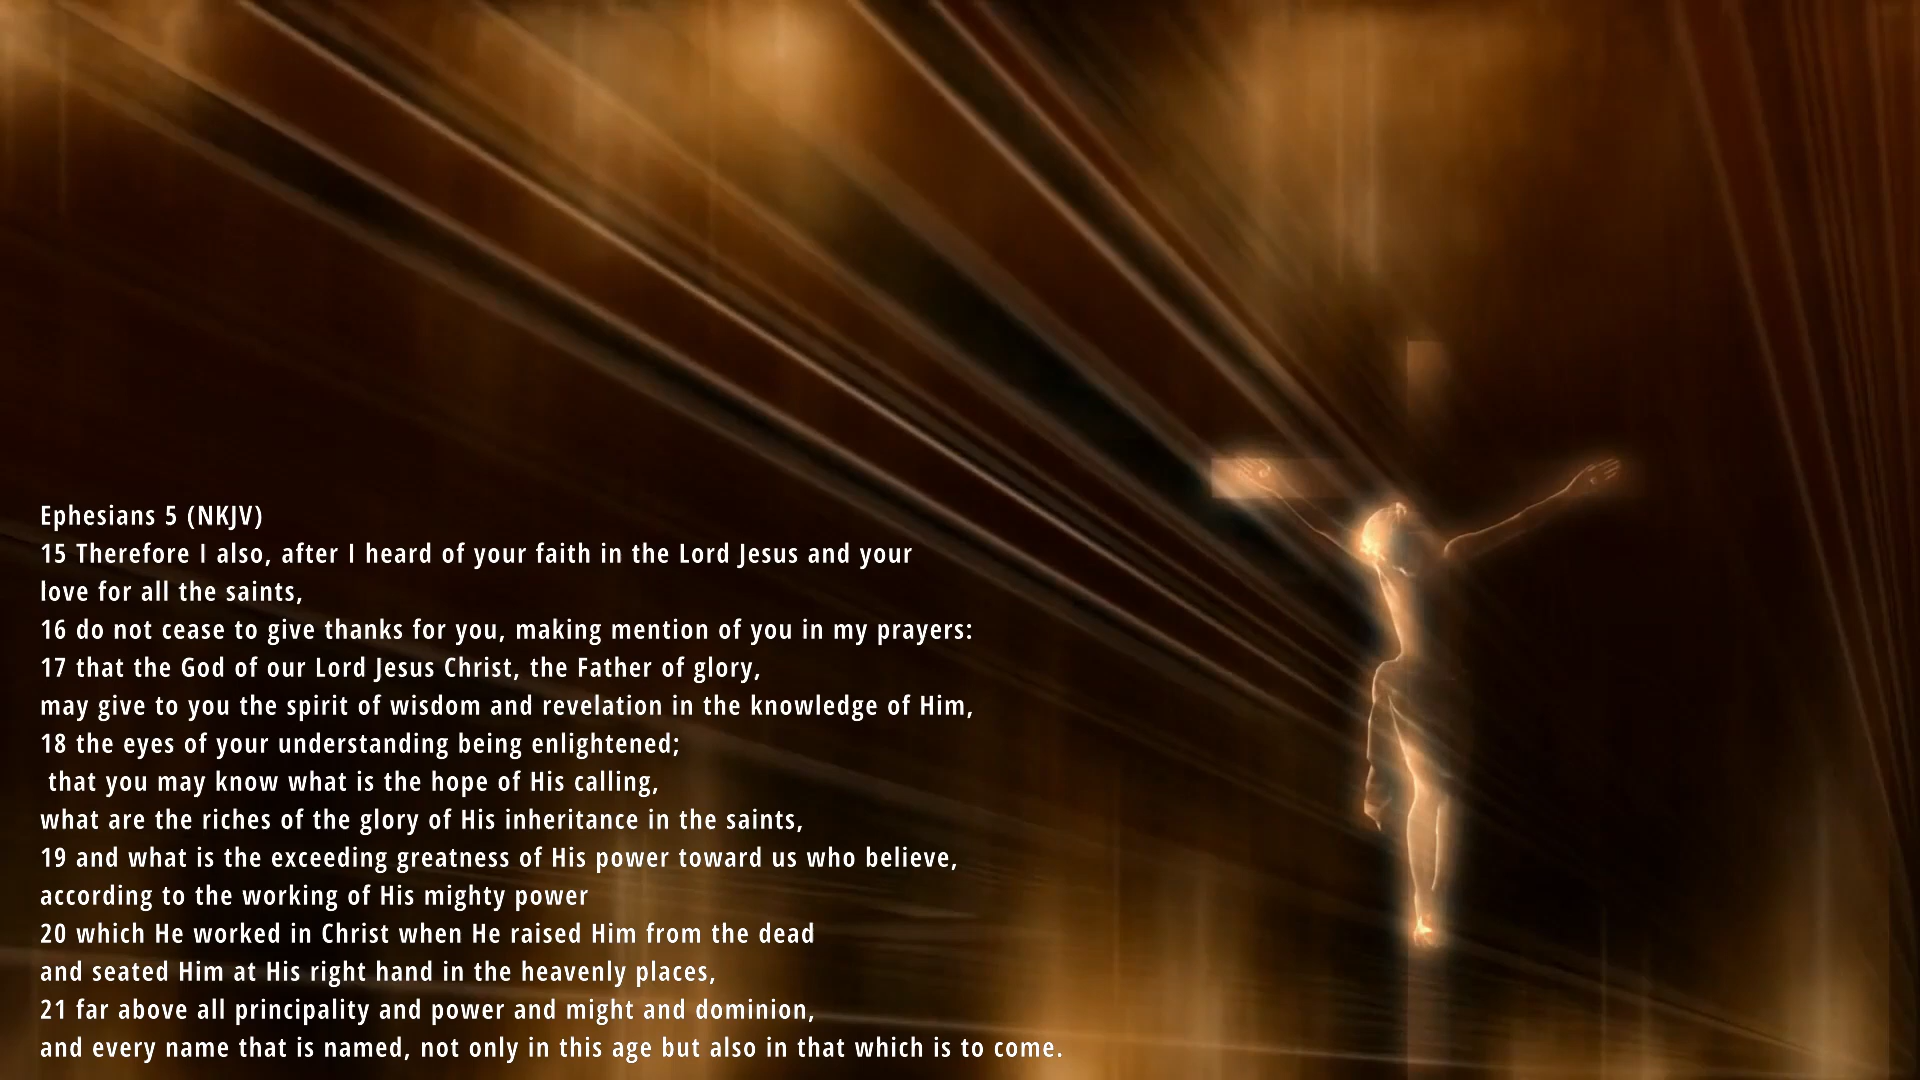 Ephesians 5 (NKJV)
15 Therefore I also, after I heard of your faith in the Lord Jesus and your
love for all the saints,
16 do not cease to give thanks for you, making mention of you in my prayers:
17 that the God of our Lord Jesus Christ, the Father of glory,
may give to you the spirit of wisdom and revelation in the knowledge of Him,
18 the eyes of your understanding being enlightened;
that you may know what is the hope of His calling,
what are the riches of the glory of His inheritance in the saints,
19 and what is the exceeding greatness of His power toward us who believe,
according to the working of His mighty power
20 which He worked in Christ when He raised Him from the dead
and seated Him at His right hand in the heavenly places,
21 far above all principality and power and might and dominion,
and every name that is named, not only in this age but also in that which is to come.